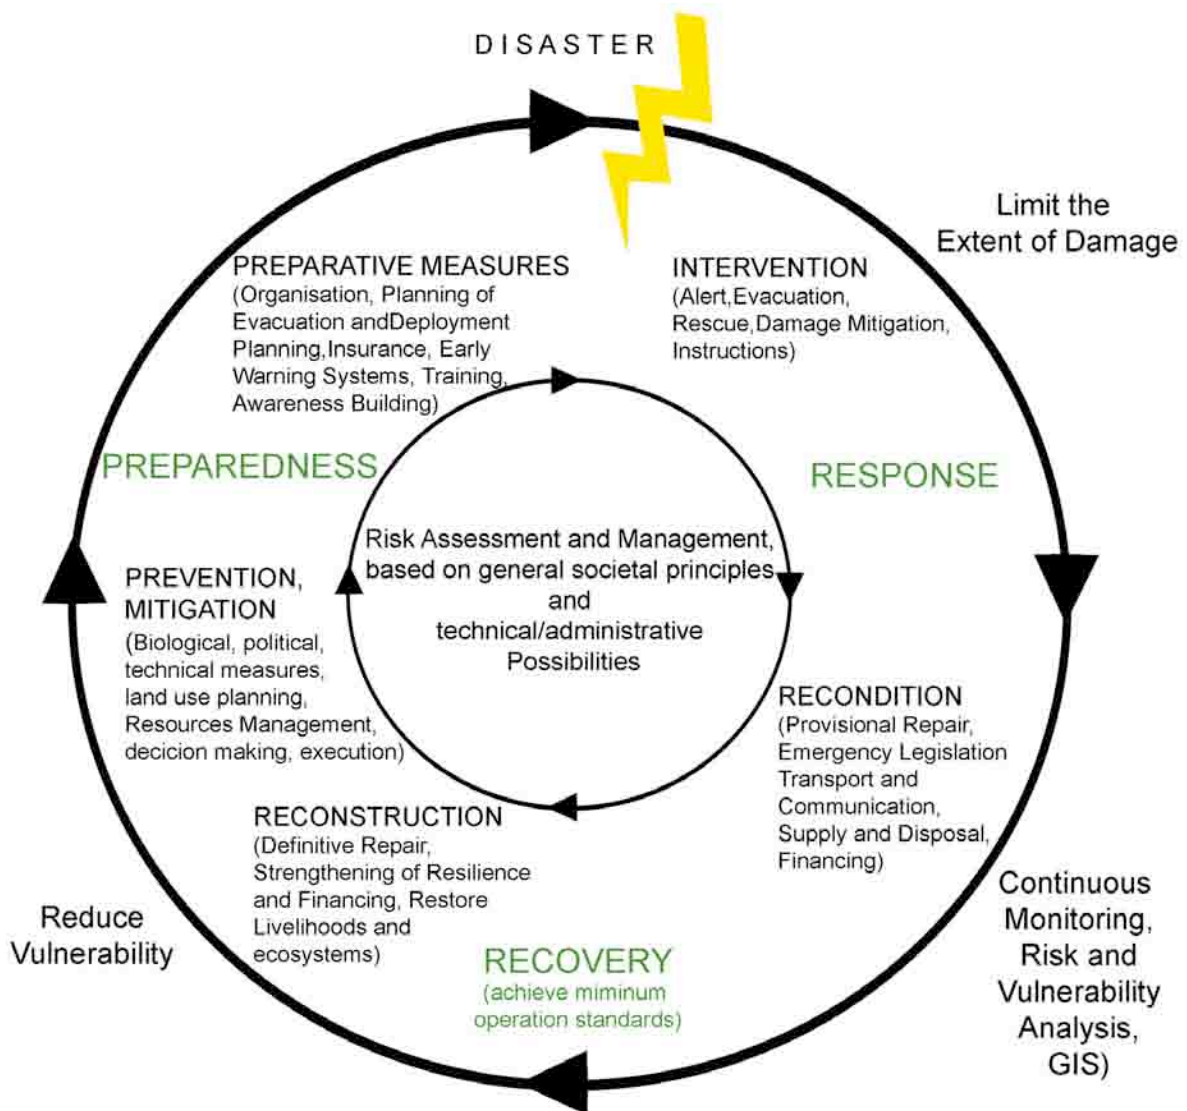 DISASTER
Limit the
Extent of Damage
PREPARATIVE MEASURES
(Organisation, Planning of
Evacuation andDeployment
Planning,Insurance, Early
Warning Systems, Training,
Awareness Building)
INTERVENTION
(Alert,Evacuation,
Rescue,Damage Mitigation,
Instructions)
PREPAREDNESS
RESPONSE
Risk Assessment and Management,
based on general societal principles
and
technical/administrative
Possibilities
PREVENTION,
MITIGATION
(Biological, political,
technical measures,
land use planning,
Resources Management,
decicion making, execution)
RECONDITION
(Provisional Repair,
Emergency Legislation
Transport and
Communication,
Supply and Disposal,
Financing)
RECONSTRUCTION
(Definitive Repair,
Strengthening of Resilience
and Financing, Restore
Livelihoods and
ecosystems)
Reduce
Vulnerability
RECOVERY
(achieve miminum
operation standards)
Continuous
Monitoring,
Risk and
Vulnerability
Analysis,
GIS)